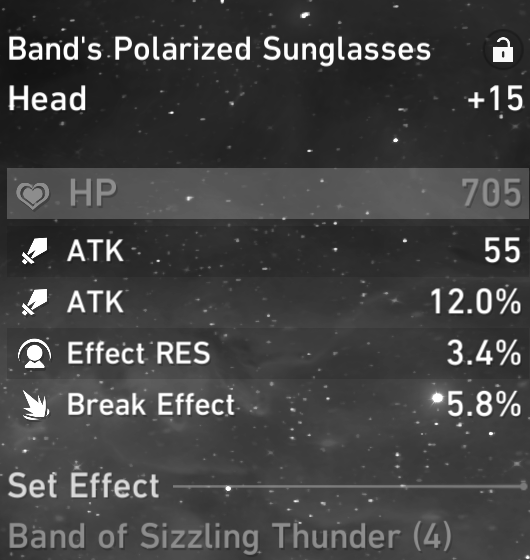 Band's Polarized Sunglasses
Head +15
HP 705
ATK 55
ATK 12.0%
Effect RES 3.4%
Break Effect 5.8%
Set Effect
Band of Sizzling Thunder (4)